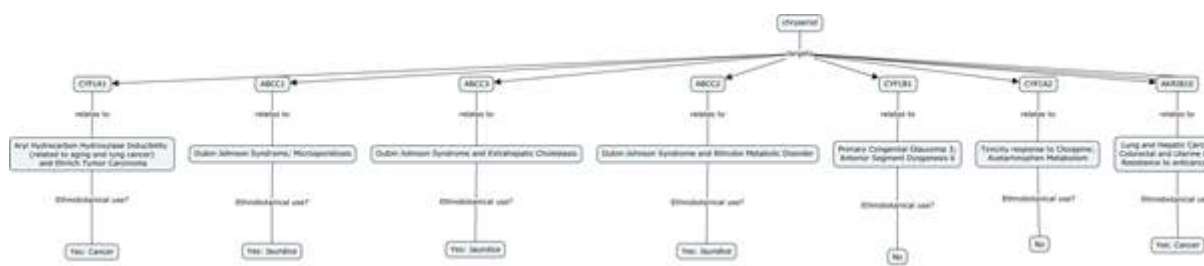 chryseriol
targets
CYP1A1 ABCC1 ABCC3 ABCC2 CYP1B1 CYP1A2 AKR1B10
relates to relates to relates to relates to relates to relates to relates to
Aryl Hydrocarbon Hydroxylase Inducibility
(related to aging and lung cancer)
and Ehrlich Tumor Carcinoma
Dubin Johnson Syndrome; Microsporidiosis
Dubin Johnson Syndrome and Extrahepatic Cholestasis
Dubin Johnson Syndrome and Bilirubin Metabolic Disorder
Primary Congenital Glaucoma 3;
Anterior Segment Dysgenesis 6
Toxicity response to Clozapine;
Acetaminophen Metabolism
Lung and Hepatic Carc
Colorectal and Uterine
Resistance to anticanc
Ethnobotanical use? Ethnobotanical use? Ethnobotanical use? Ethnobotanical use? Ethnobotanical use? Ethnobotanical use? Ethnobotanical us
Yes: Cancer Yes: Jaundice Yes: Jaundice Yes: Jaundice No No Yes: Cancer